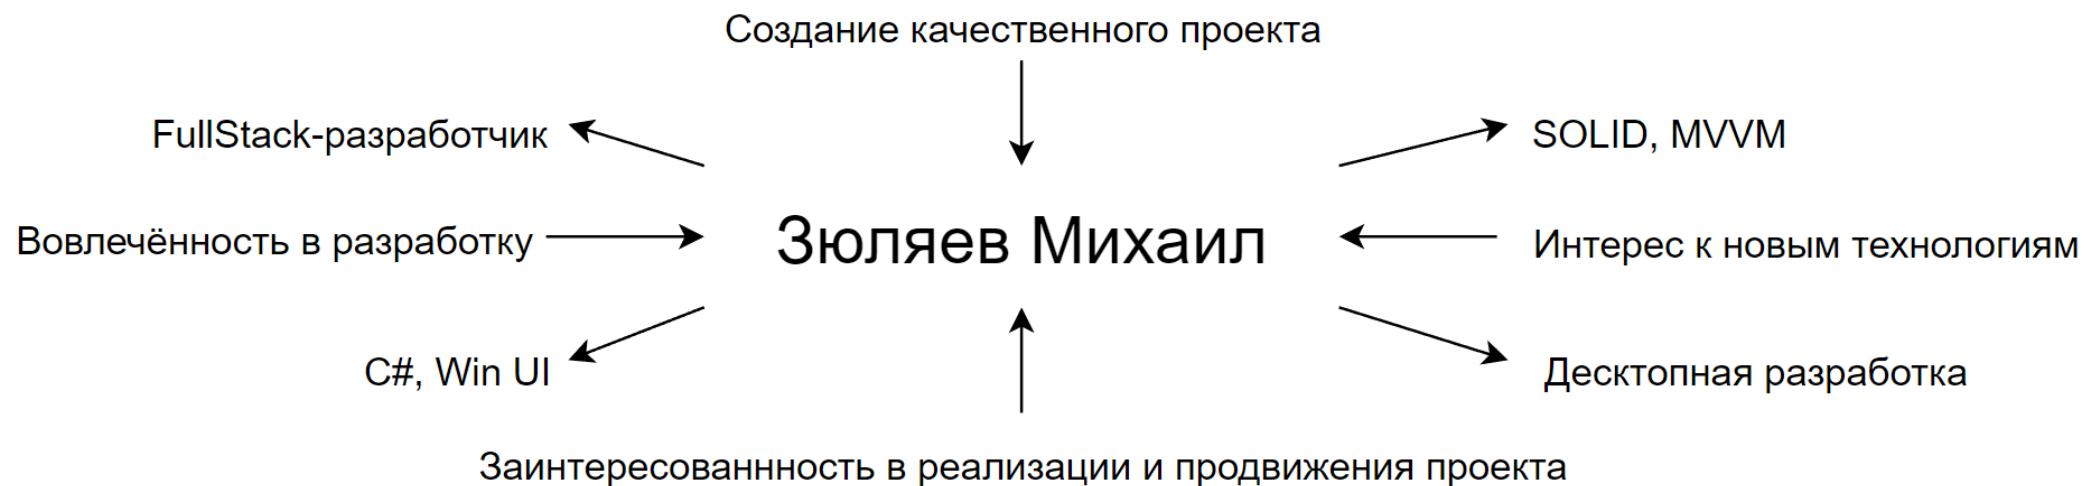 Создание качественного проекта
FullStack-разработчик
SOLID, MVVM
Вовлечённость в разработку
Зюляев Михаил
Интерес к новым технологиям
C#, Win UI
Десктопная разработка
Заинтересованнность в реализации и продвижения проекта